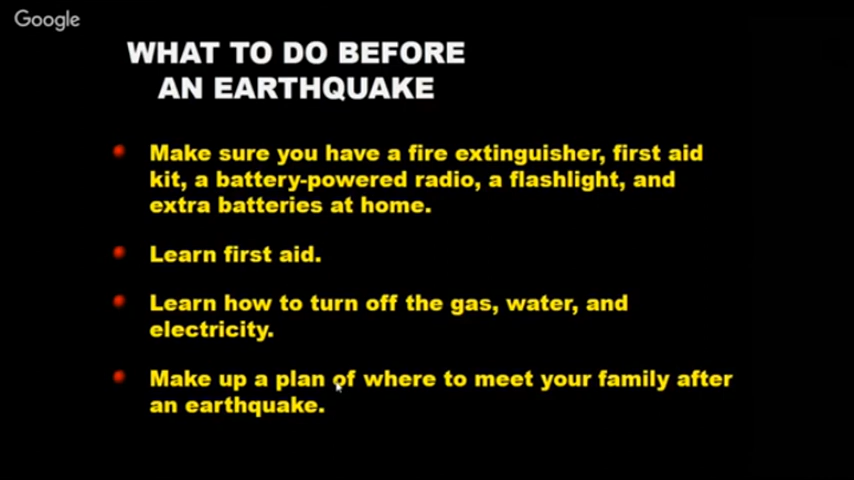 Google
WHAT TO DO BEFORE
AN EARTHQUAKE
Make sure you have a fire extinguisher, first aid
kit, a battery-powered radio, a flashlight, and
extra batteries at home.
Learn first aid.
Learn how to turn off the gas, water, and
electricity.
Make up a plan of where to meet your family after
an earthquake.